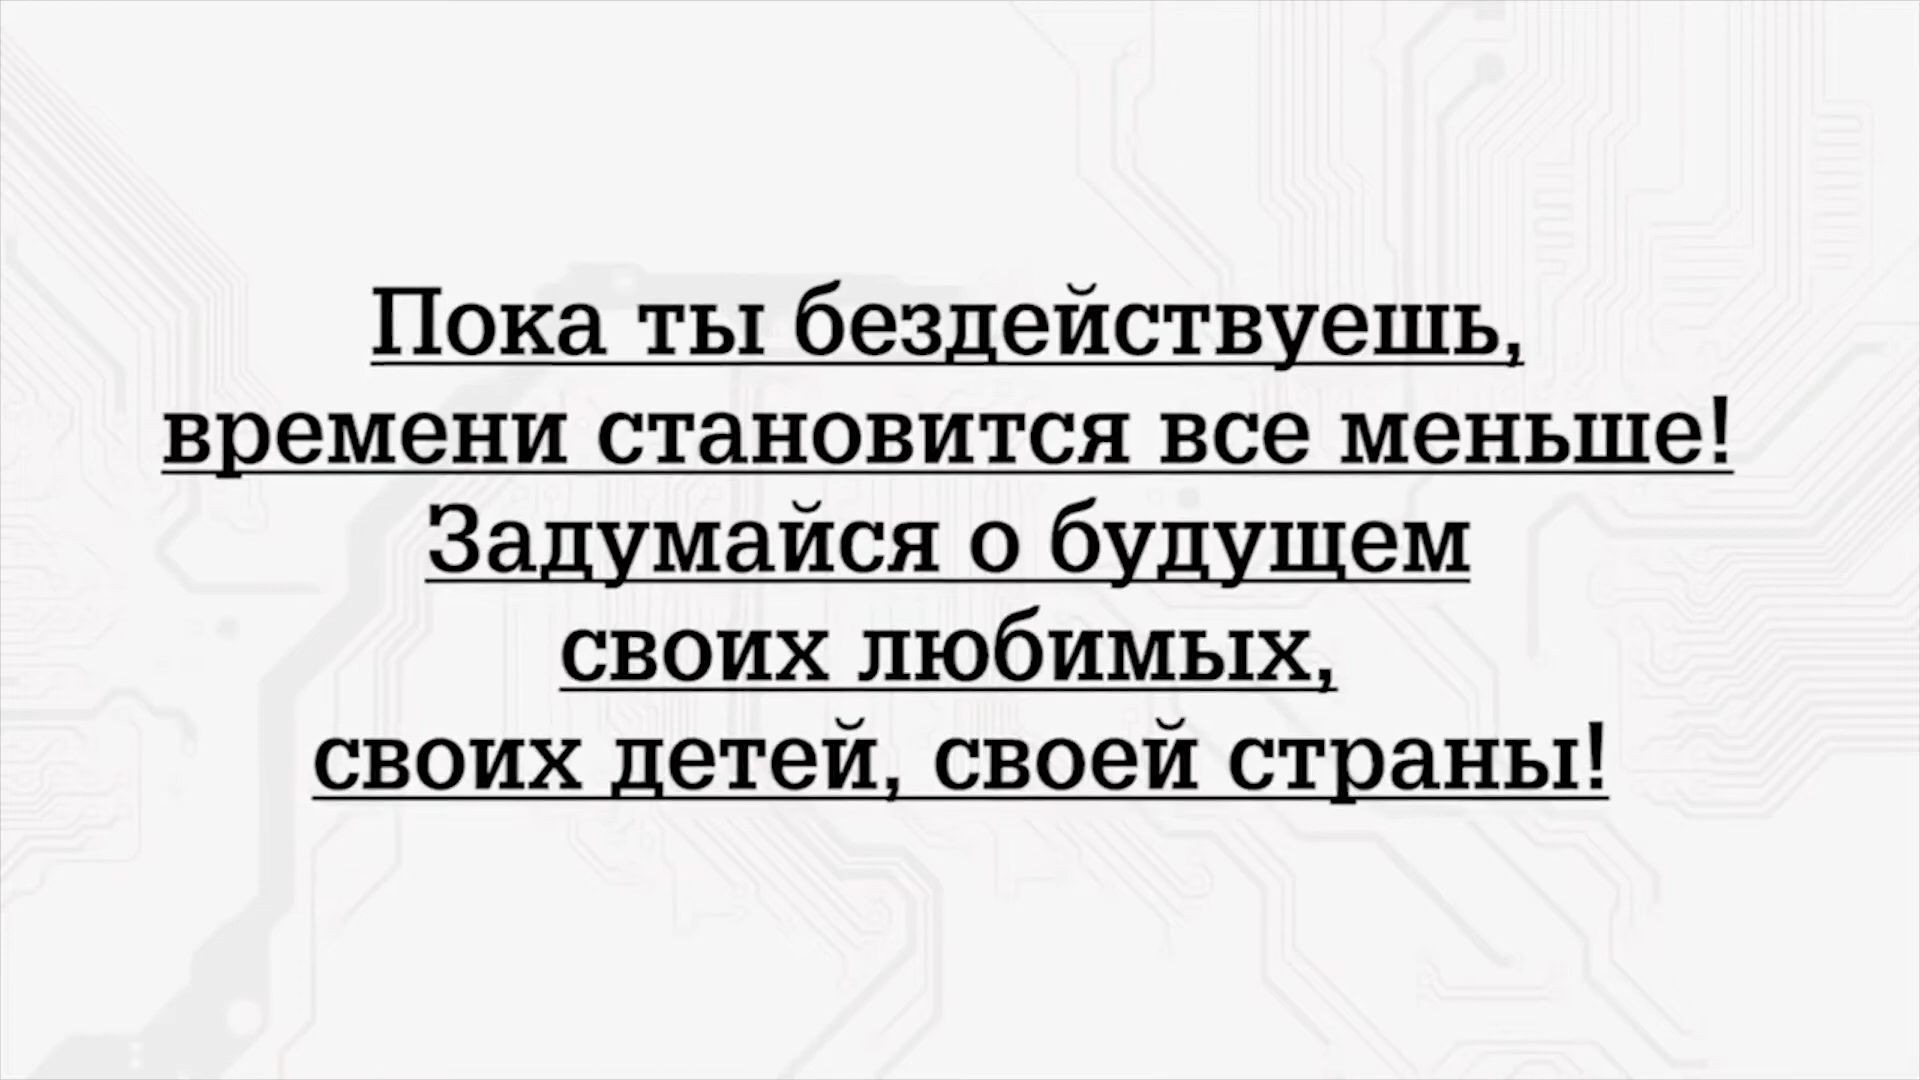 Пока ты бездействуешь,
времени становится все меньше!
Задумайся о будущем
своих любимых,
своих детей, своей страны!